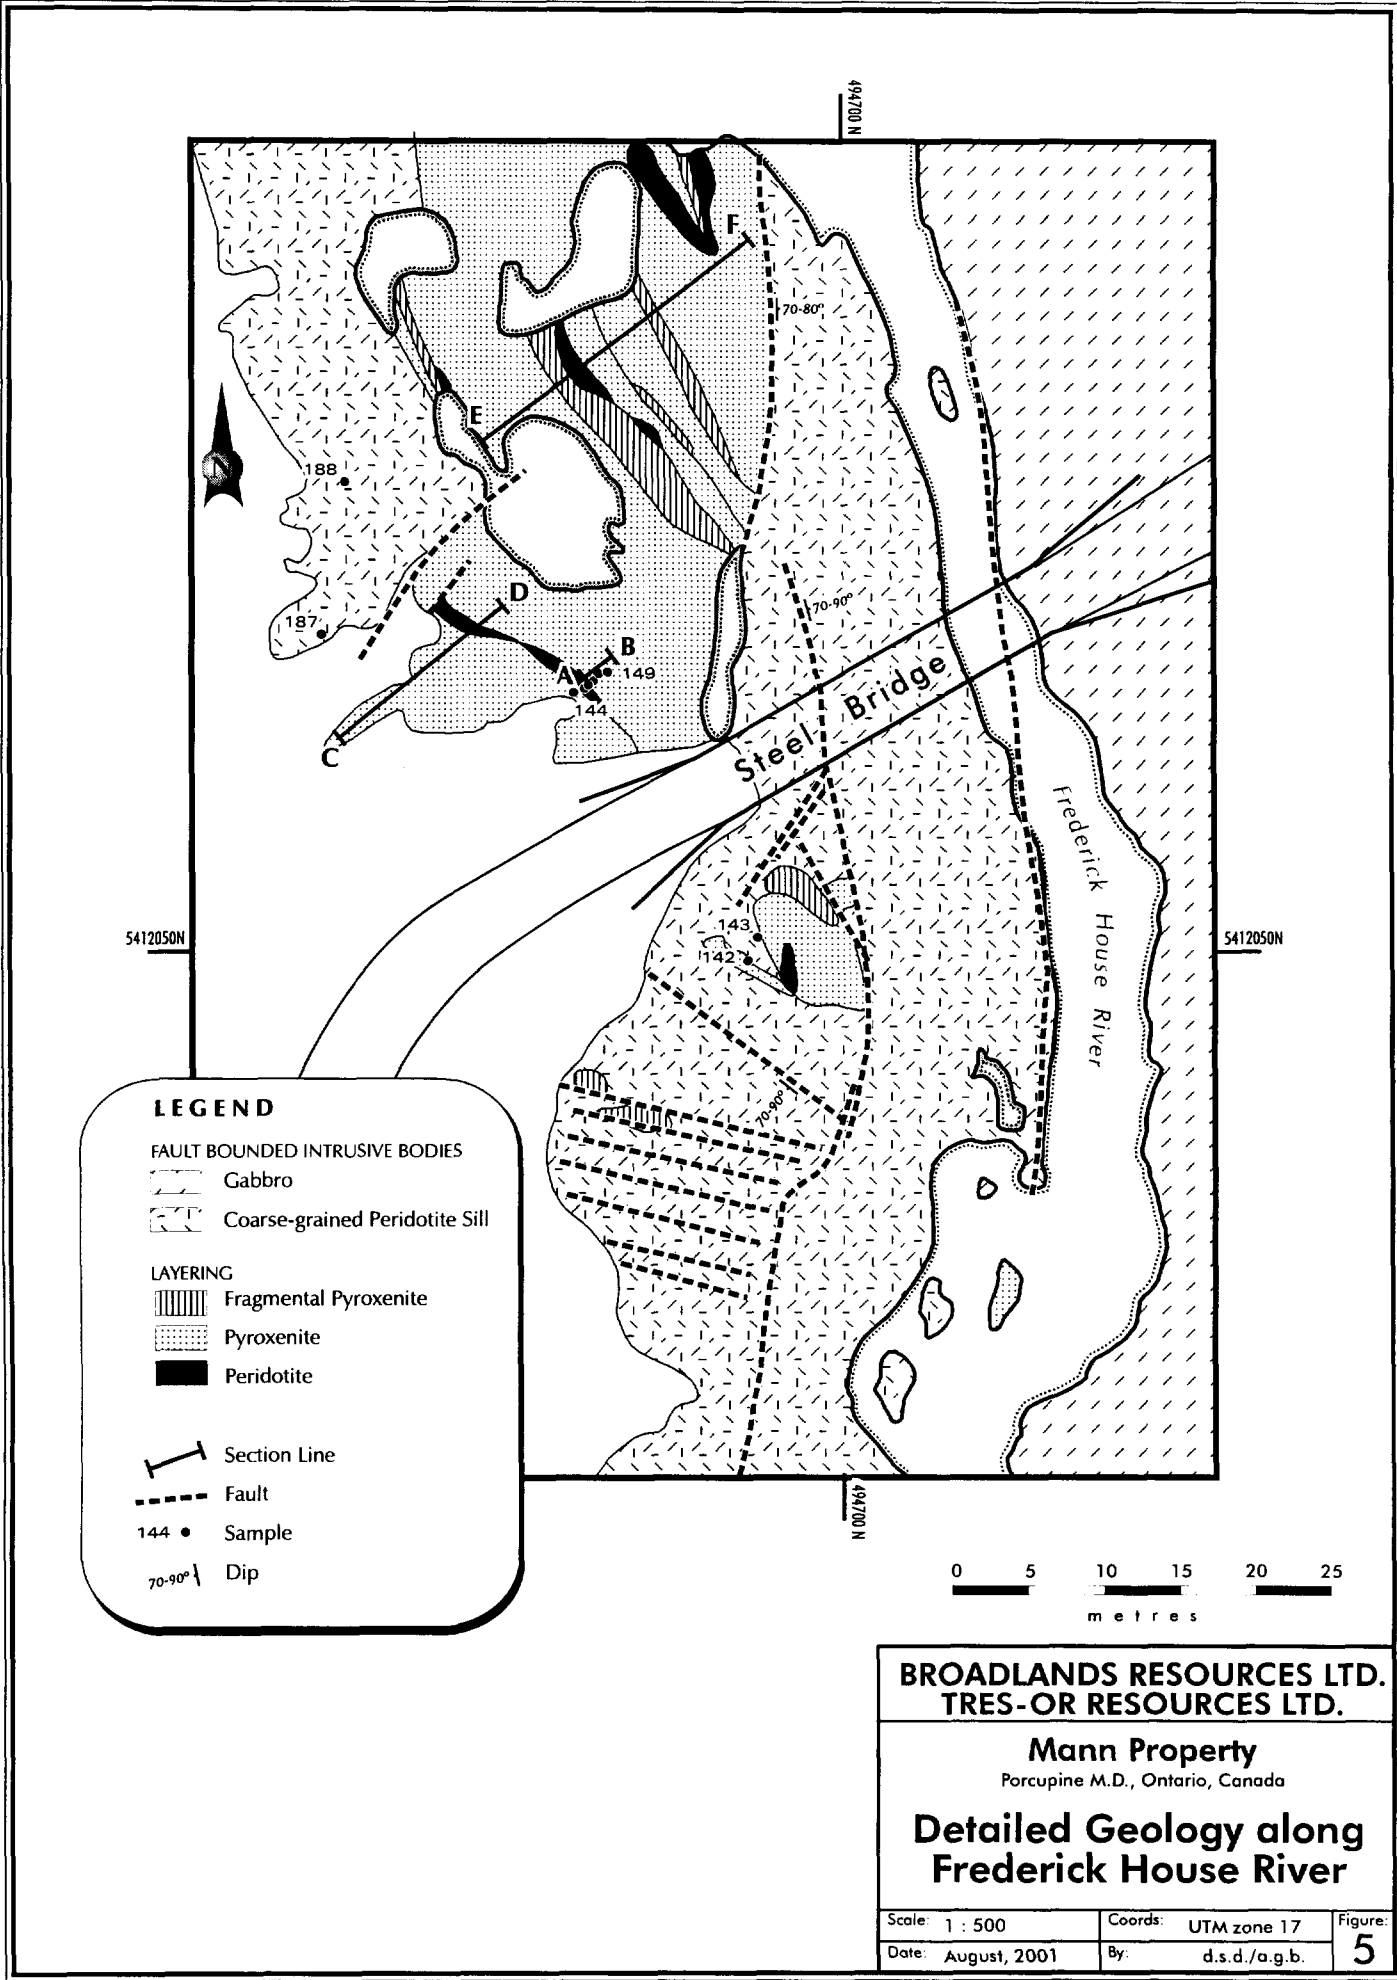 494700 N
F
70-80°
E
N
188
D
70-90°
187
B
A
149
144
C
Steel Bridge
Frederick House River
143
5412050N
5412050N
142
70-90°
LEGEND
FAULT BOUNDED INTRUSIVE BODIES
Gabbro
Coarse-grained Peridotite Sill
LAYERING
Fragmental Pyroxenite
Pyroxenite
Peridotite
Section Line
Fault
144 Sample
70-90° Dip
494700 N
0 5 10 15 20 25
metres
BROADLANDS RESOURCES LTD.
TRES-OR RESOURCES LTD.
Mann Property
Porcupine M.D., Ontario, Canada
Detailed Geology along
Frederick House River
Scale: 1 : 500
Coords: UTM zone 17
Figure: 5
Date: August, 2001
By: d.s.d./a.g.b.